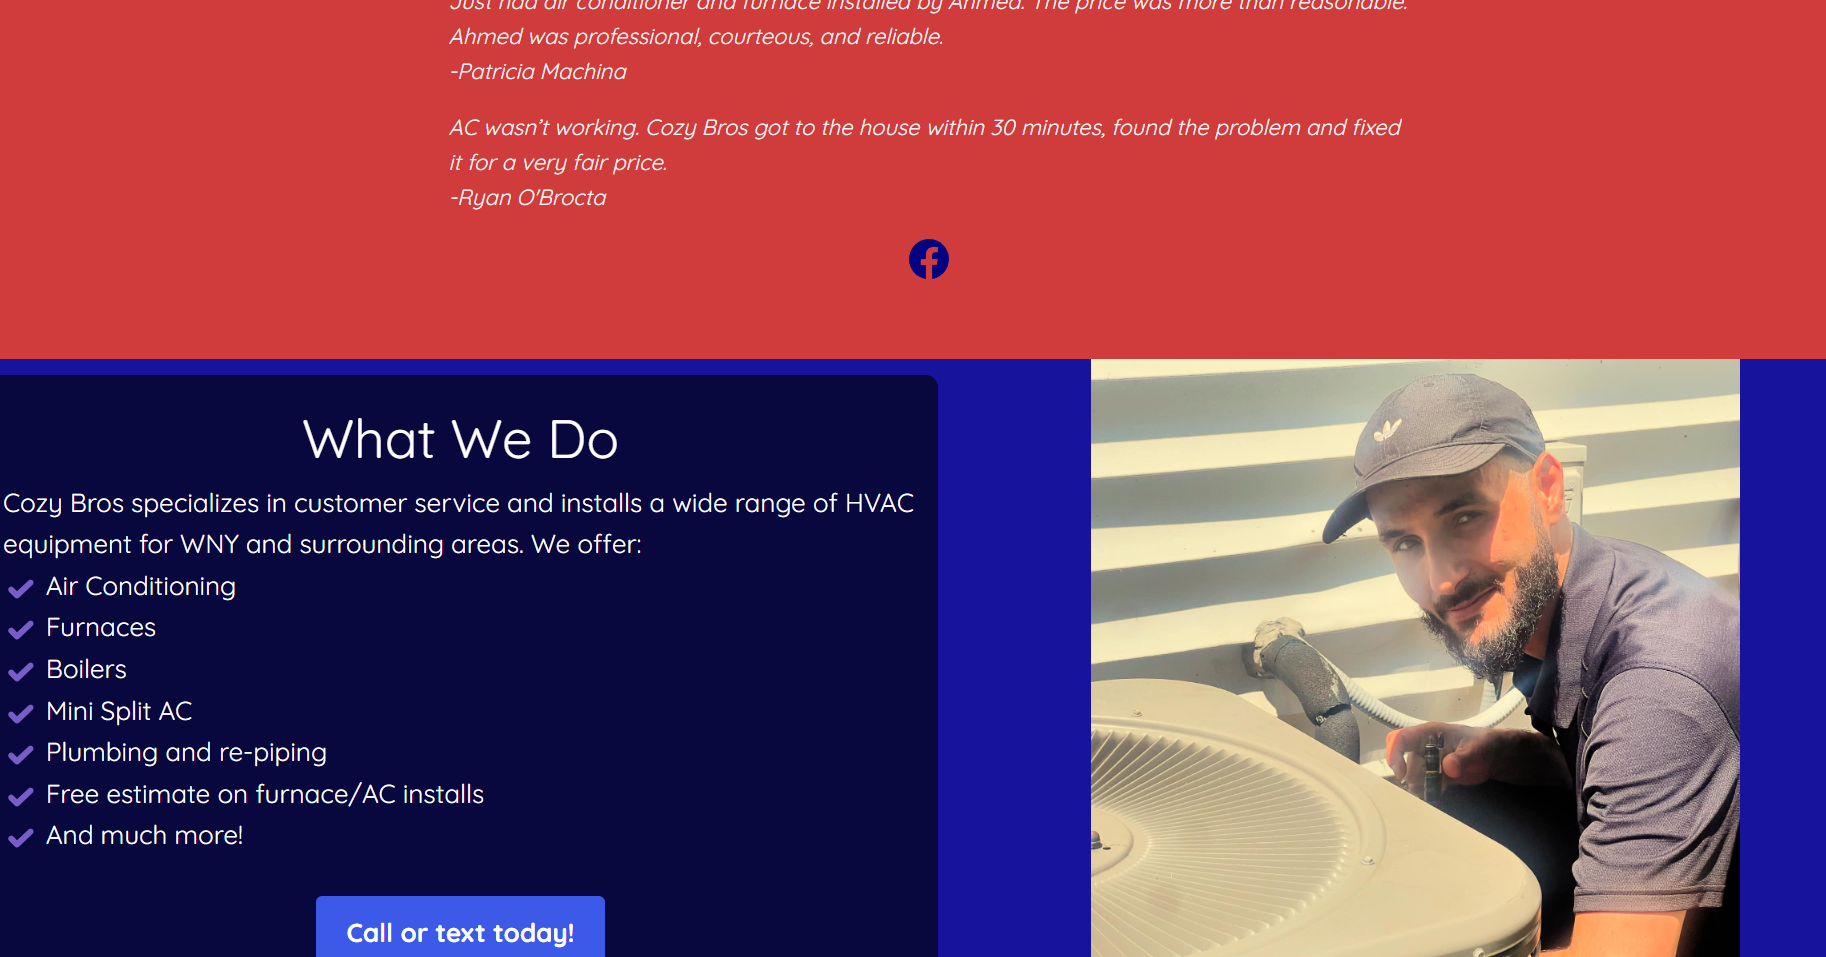 Just had air conditioner and furnace installed by Ahmed. The price was more than reasonable.
Ahmed was professional, courteous, and reliable.
-Patricia Machina
AC wasn’t working. Cozy Bros got to the house within 30 minutes, found the problem and fixed
it for a very fair price.
-Ryan O'Brocta
What We Do
Cozy Bros specializes in customer service and installs a wide range of HVAC
equipment for WNY and surrounding areas. We offer:
Air Conditioning
Furnaces
Boilers
Mini Split AC
Plumbing and re-piping
Free estimate on furnace/AC installs
And much more!
Call or text today!